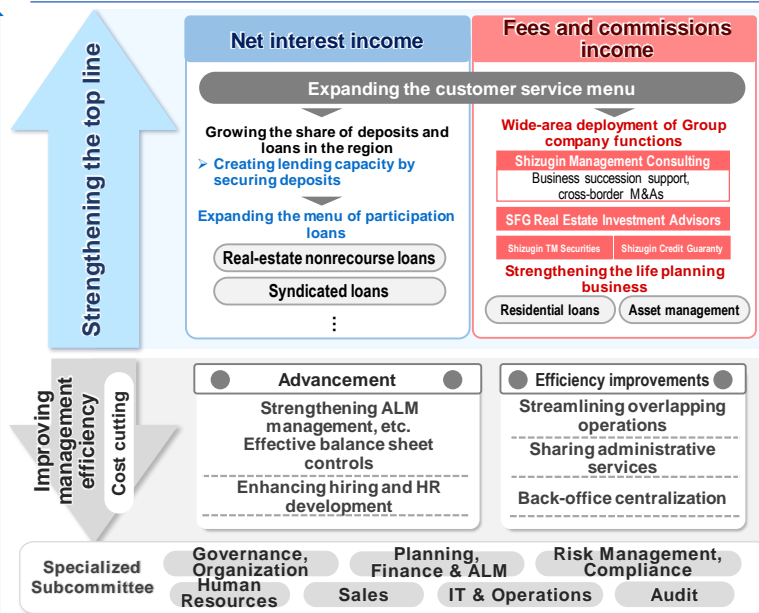 Strengthening the top line
Net interest income
Fees and commissions
income
Expanding the customer service menu
Growing the share of deposits and
loans in the region
➢ Creating lending capacity by
securing deposits
Expanding the menu of participation
loans
Real-estate nonrecourse loans
Syndicated loans
⋮
Wide-area deployment of Group
company functions
Shizugin Management Consulting
Business succession support,
cross-border M&As
SFG Real Estate Investment Advisors
Shizugin TM Securities
Shizugin Credit Guaranty
Strengthening the life planning
business
Residential loans
Asset management
Improving
management
efficiency
Cost cutting
Advancement
Strengthening ALM
management, etc.
Effective balance sheet
controls
Enhancing hiring and HR
development
Efficiency improvements
Streamlining overlapping
operations
Sharing administrative
services
Back-office centralization
Specialized
Subcommittee
Governance,
Organization
Planning,
Finance & ALM
Risk Management,
Compliance
Human
Resources
Sales
IT & Operations
Audit